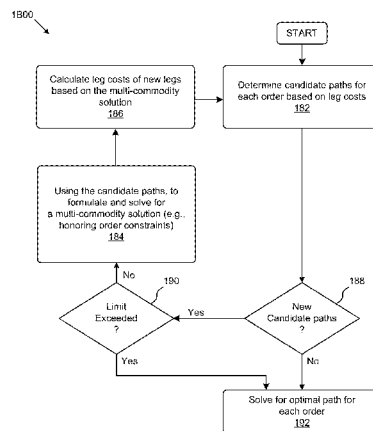 1B00
START
Calculate leg costs of new legs
based on the multi-commodity
solution
186
Determine candidate paths for
each order based on leg costs
182
Using the candidate paths, to
formulate and solve for
a multi-commodity solution (e.g.,
honoring order constraints)
184
No
190
188
Limit
Exceeded
?
Yes
New
Candidate paths
?
Yes
No
Solve for optimal path for
each order
192